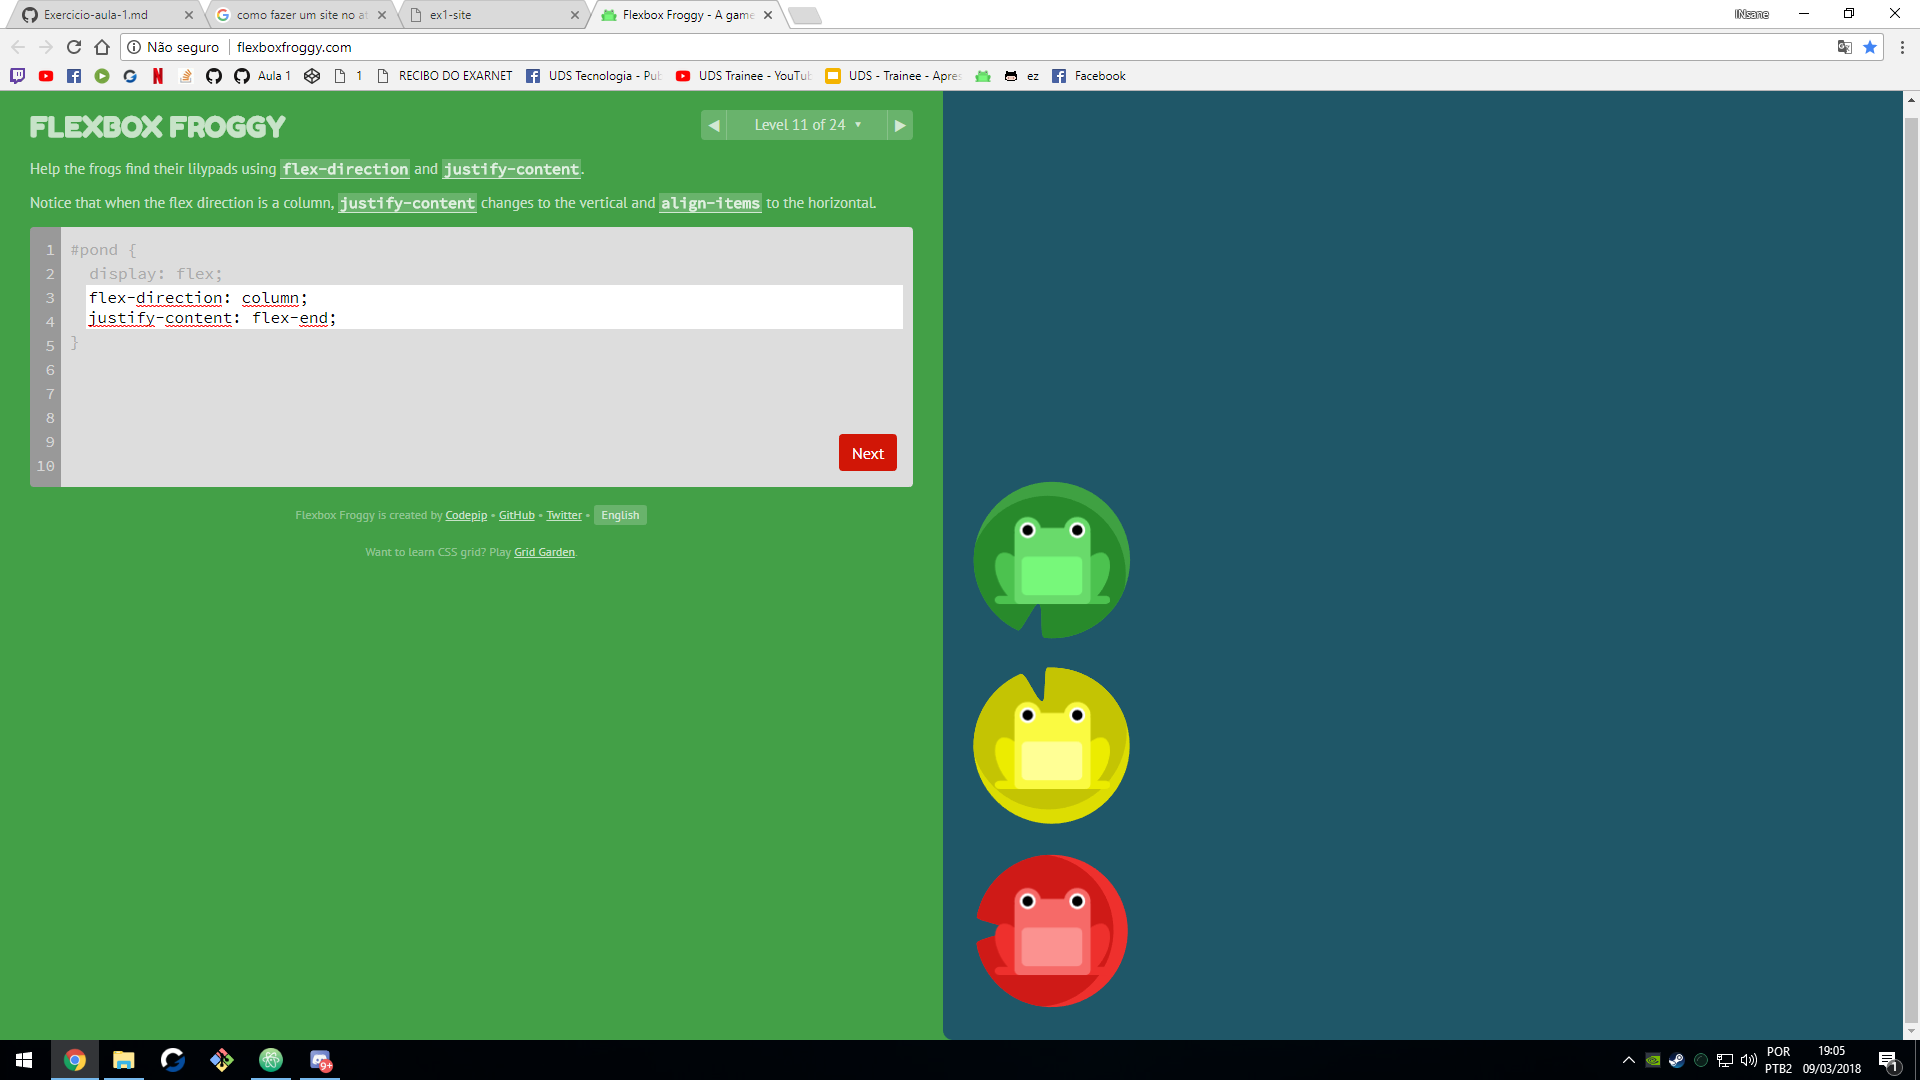 Exercicio-aula-1.md
como fazer um site no at
ex1-site
Flexbox Froggy - A game
INsane
Não seguro
flexboxfroggy.com
Aula 1
1
RECIBO DO EXARNET
UDS Tecnologia - Pub
UDS Trainee - YouTub
UDS - Trainee - Apres
ez
Facebook
FLEXBOX FROGGY
◀ Level 11 of 24 ▼ ▶
Help the frogs find their lilypads using flex-direction and justify-content.
Notice that when the flex direction is a column, justify-content changes to the vertical and align-items to the horizontal.
1 #pond {
2 display: flex;
3 flex-direction: column;
4 justify-content: flex-end;
5 }
6
7
8
9
10
Next
Flexbox Froggy is created by Codepip • GitHub • Twitter • English
Want to learn CSS grid? Play Grid Garden.
9+
POR
PTB2
19:05
09/03/2018
1